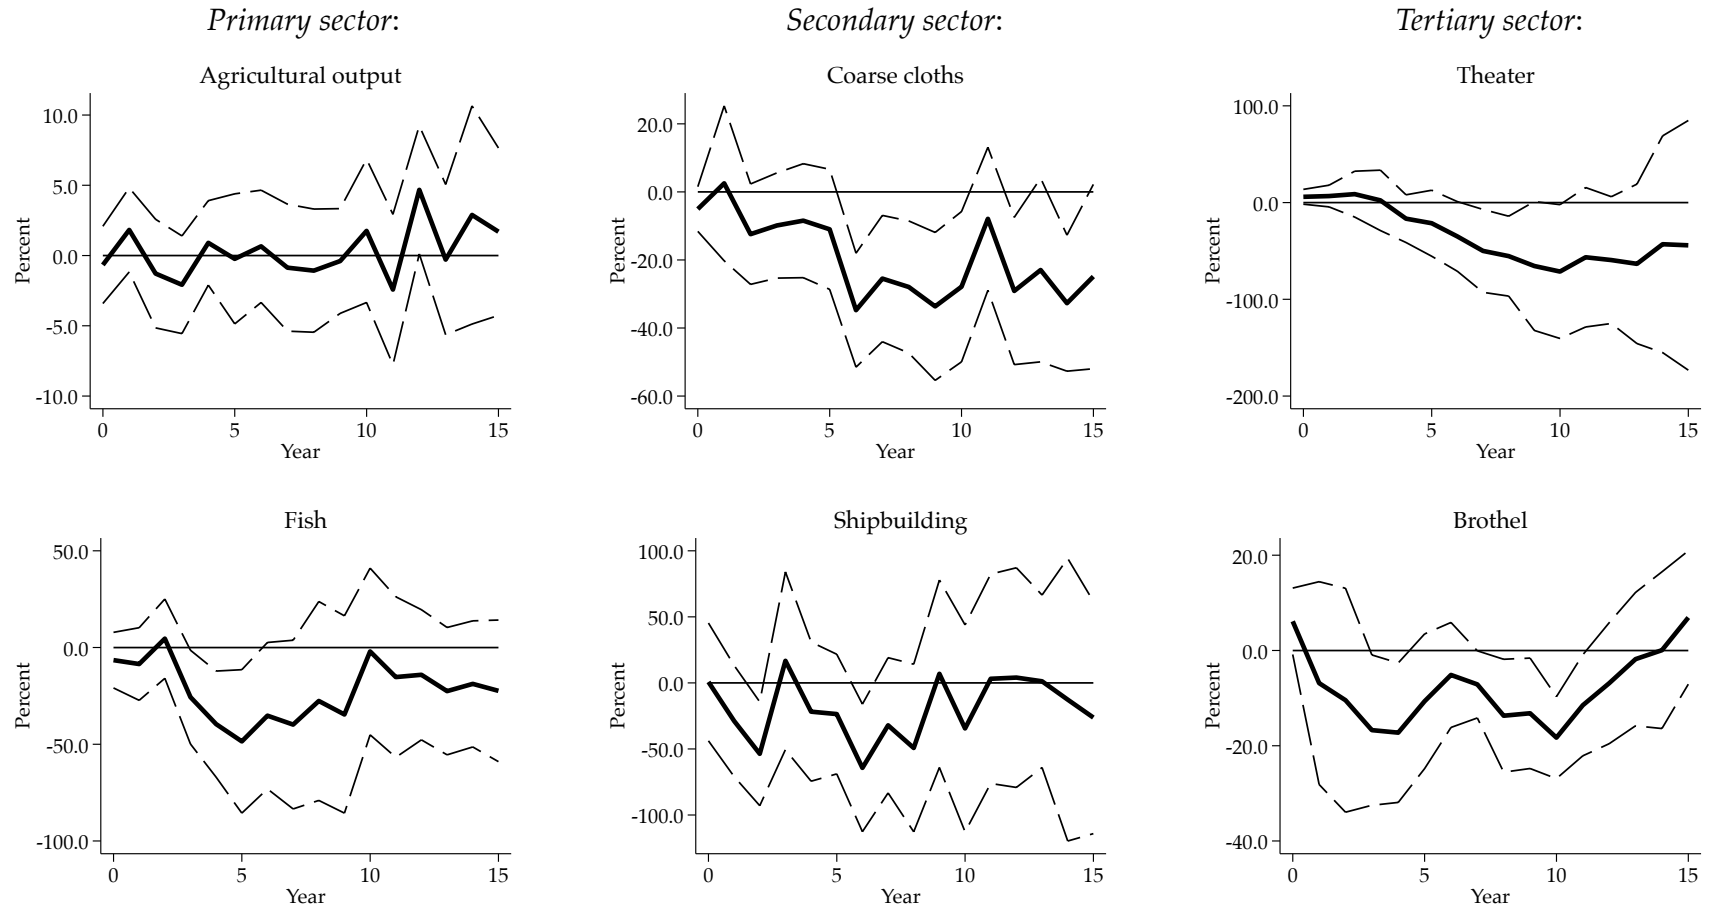 Primary sector:
Secondary sector:
Tertiary sector:
Agricultural output
Percent
10.0
5.0
0.0
-5.0
-10.0
0 5 10 15
Year
Coarse cloths
Percent
20.0
0.0
-20.0
-40.0
-60.0
0 5 10 15
Year
Theater
Percent
100.0
0.0
-100.0
-200.0
0 5 10 15
Year
Fish
Percent
50.0
0.0
-50.0
-100.0
0 5 10 15
Year
Shipbuilding
Percent
100.0
50.0
0.0
-50.0
-100.0
0 5 10 15
Year
Brothel
Percent
20.0
0.0
-20.0
-40.0
0 5 10 15
Year